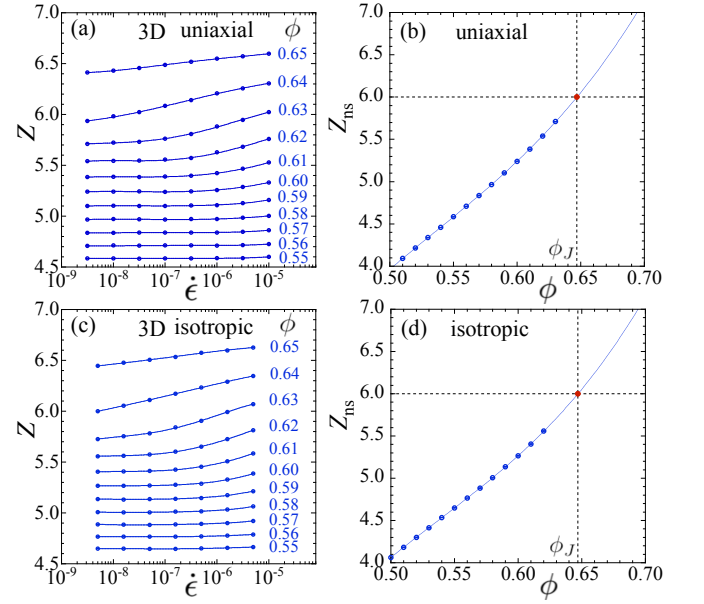 (a) 3D uniaxial ϕ
Z
7.0
6.5
6.0
5.5
5.0
4.5
0.65
0.64
0.63
0.62
0.61
0.60
0.59
0.58
0.57
0.56
0.55
10⁻⁹ 10⁻⁸ 10⁻⁷ 10⁻⁶ 10⁻⁵
ϵ̇
(b) uniaxial
Z_ns
7.0
6.5
6.0
5.5
5.0
4.5
4.0
ϕ_J
0.50 0.55 0.60 0.65 0.70
ϕ
(c) 3D isotropic ϕ
Z
7.0
6.5
6.0
5.5
5.0
4.5
0.65
0.64
0.63
0.62
0.61
0.60
0.59
0.58
0.57
0.56
0.55
10⁻⁹ 10⁻⁸ 10⁻⁷ 10⁻⁶ 10⁻⁵
ϵ̇
(d) isotropic
Z_ns
7.0
6.5
6.0
5.5
5.0
4.5
4.0
ϕ_J
0.50 0.55 0.60 0.65 0.70
ϕ